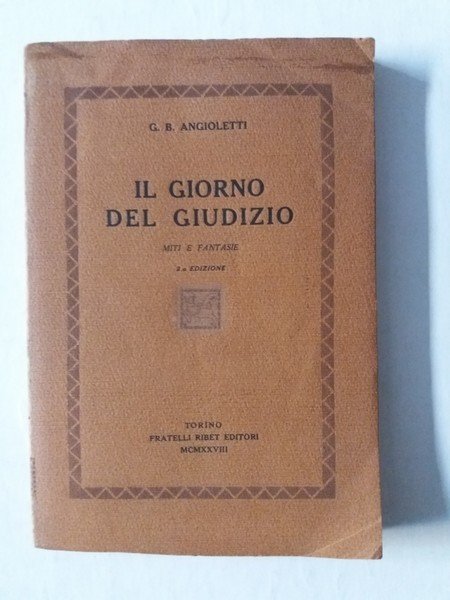 G. B. ANGIOLETTI
IL GIORNO
DEL GIUDIZIO
MITI E FANTASIE
2.a EDIZIONE
TORINO
FRATELLI RIBET EDITORI
MCMXXVIII